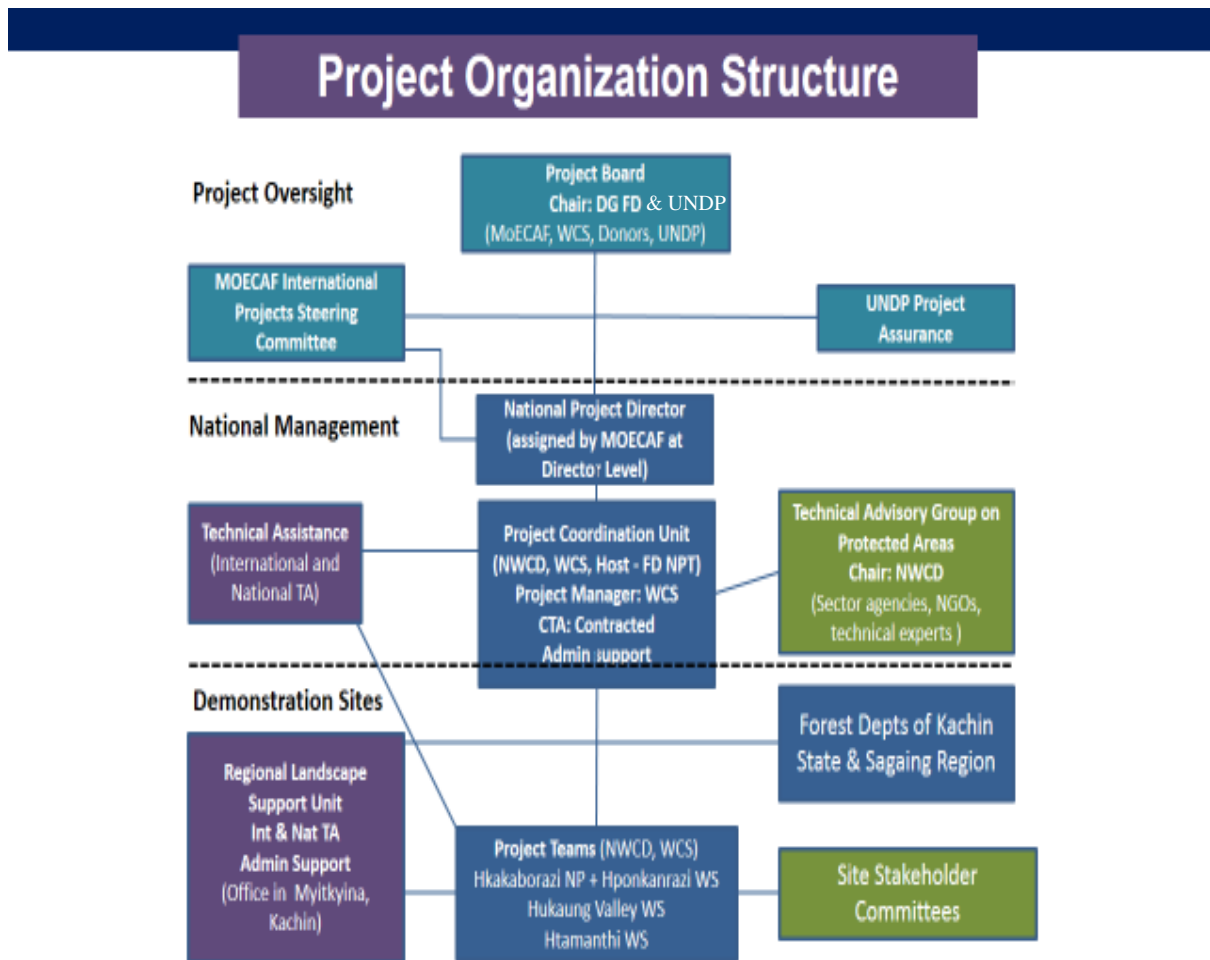 Project Organization Structure
Project Oversight
Project Board
Chair: DG FD & UNDP
(MoECAF, WCS, Donors, UNDP)
MOECAF International
Projects Steering
Committee
UNDP Project
Assurance
National Management
National Project Director
(assigned by MOECAF at
Director Level)
Technical Assistance
(International and
National TA)
Project Coordination Unit
(NWCD, WCS, Host - FD NPT)
Project Manager: WCS
CTA: Contracted
Admin support
Technical Advisory Group on
Protected Areas
Chair: NWCD
(Sector agencies, NGOs,
technical experts )
Demonstration Sites
Regional Landscape
Support Unit
Int & Nat TA
Admin Support
(Office in Myitkyina,
Kachin)
Forest Depts of Kachin
State & Sagaing Region
Project Teams (NWCD, WCS)
Hkakaborazi NP + Hponkanrazi WS
Hukaung Valley WS
Htamanthi WS
Site Stakeholder
Committees